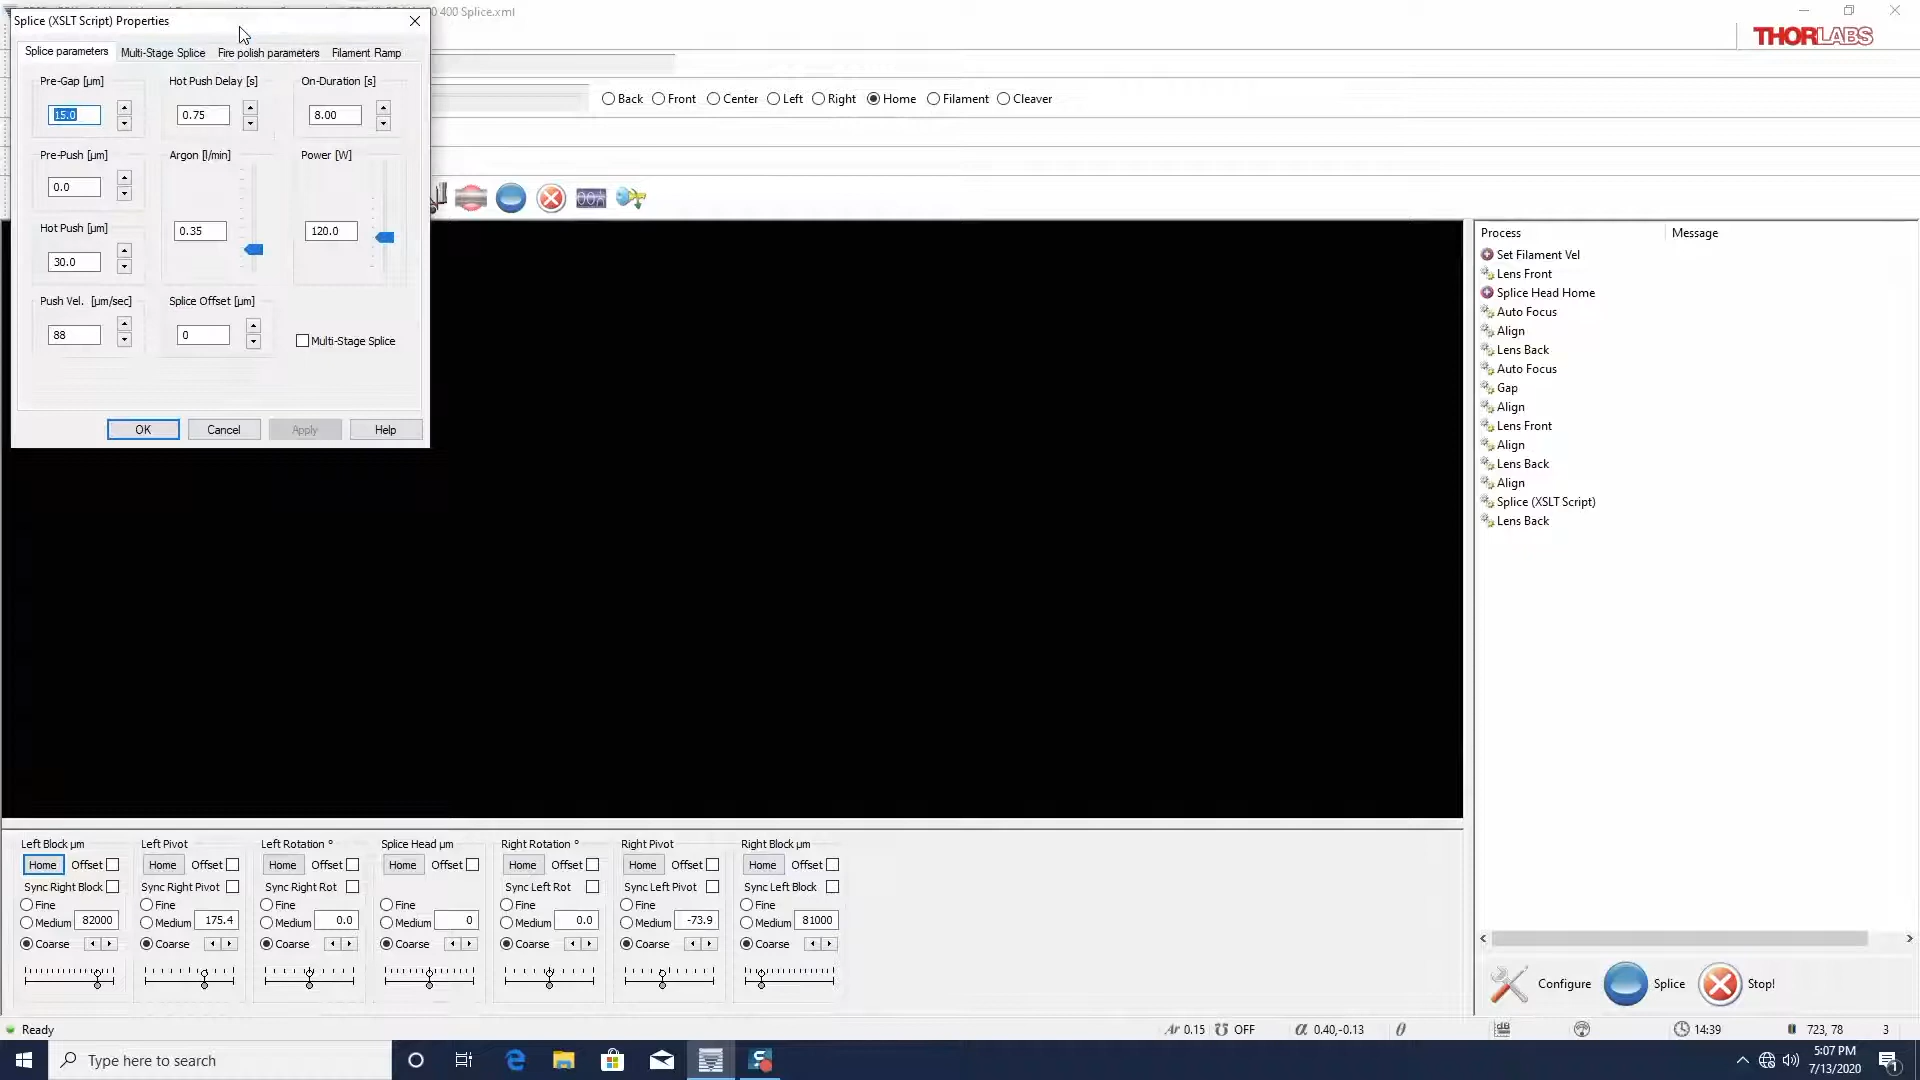 Splice (XSLT Script) Properties
400 Splice.xml
THORLABS
Splice parameters Multi-Stage Splice Fire polish parameters Filament Ramp
Pre-Gap [µm] Hot Push Delay [s] On-Duration [s]
15.0 0.75 8.00
Back Front Center Left Right Home Filament Cleaver
Pre-Push [µm] Argon [l/min] Power [W]
0.0
Hot Push [µm] 0.35 120.0
30.0
Push Vel. [µm/sec] Splice Offset [µm]
88 0 Multi-Stage Splice
OK Cancel Apply Help
Process Message
Set Filament Vel
Lens Front
Splice Head Home
Auto Focus
Align
Lens Back
Auto Focus
Gap
Align
Lens Front
Align
Lens Back
Align
Splice (XSLT Script)
Lens Back
Left Block µm Left Pivot Left Rotation ° Splice Head µm Right Rotation ° Right Pivot Right Block µm
Home Offset Home Offset Home Offset Home Offset Home Offset Home Offset Home Offset
Sync Right Block Sync Right Pivot Sync Right Rot Sync Left Rot Sync Left Pivot Sync Left Block
Fine Fine Fine Fine Fine Fine Fine
Medium 82000 Medium 175.4 Medium 0.0 Medium 0 Medium 0.0 Medium -73.9 Medium 81000
Coarse Coarse Coarse Coarse Coarse Coarse Coarse
Configure Splice Stop!
Ready Ar 0.15 OFF α 0.40,-0.13 θ dB 14:39 723, 78 3
Type here to search
5:07 PM
7/13/2020
1